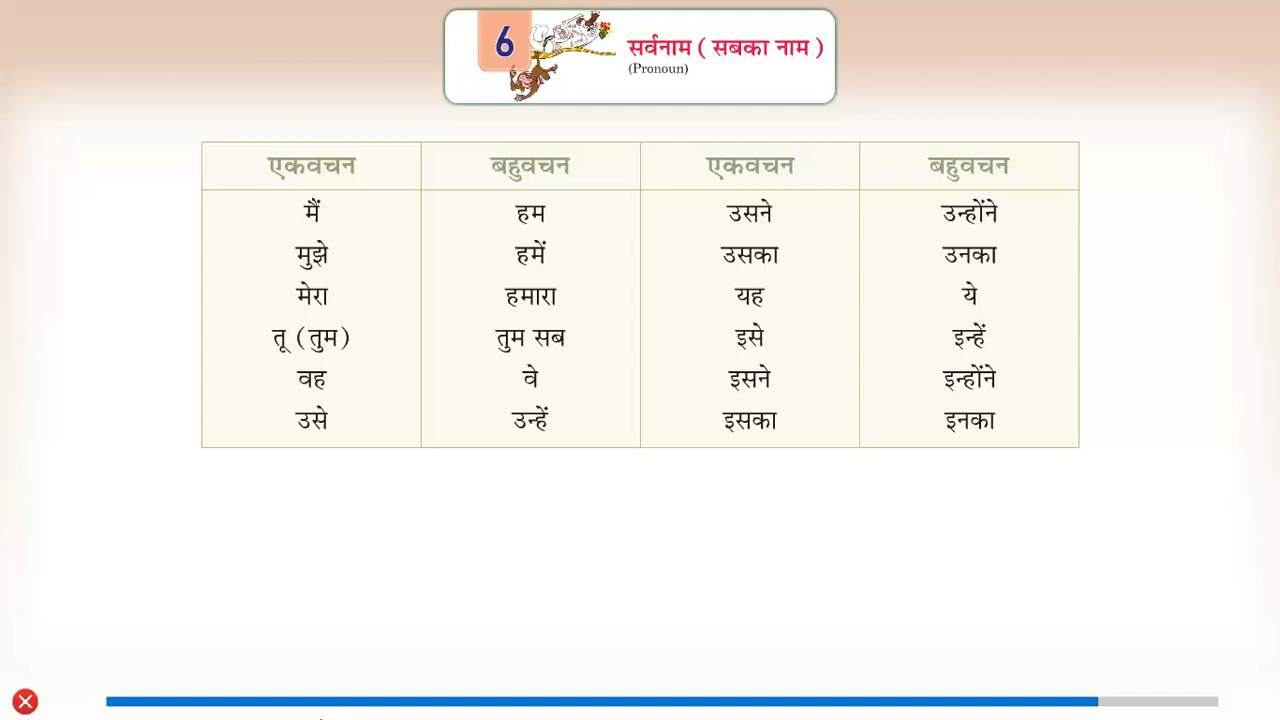 6
सर्वनाम ( सबका नाम )
(Pronoun)
एकवचन बहुवचन एकवचन बहुवचन
मैं हम उसने उन्होंने
मुझे हमें उसका उनका
मेरा हमारा यह ये
तू (तुम) तुम सब इसे इन्हें
वह वे इसने इन्होंने
उसे उन्हें इसका इनका